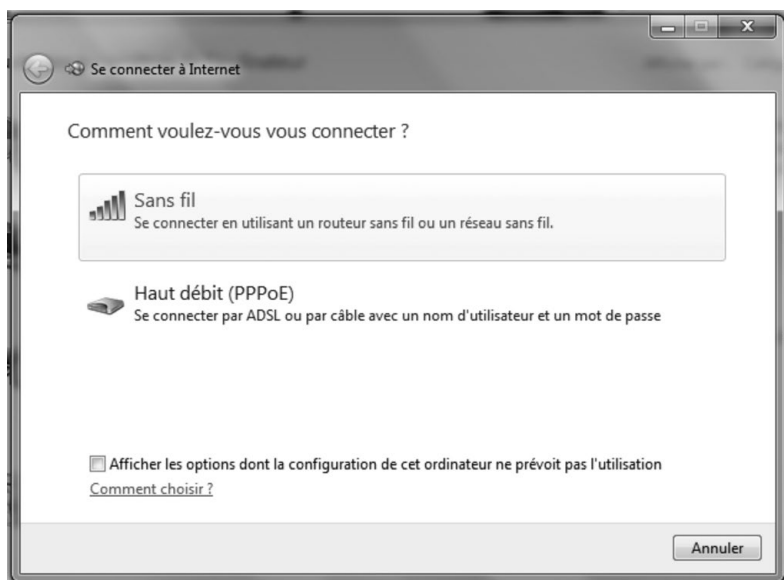 Se connecter à Internet
Comment voulez-vous vous connecter ?
Sans fil
Se connecter en utilisant un routeur sans fil ou un réseau sans fil.
Haut débit (PPPoE)
Se connecter par ADSL ou par câble avec un nom d'utilisateur et un mot de passe
Afficher les options dont la configuration de cet ordinateur ne prévoit pas l'utilisation
Comment choisir ?
Annuler